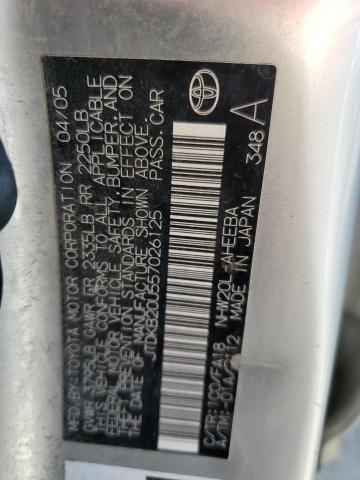 MFD.BY:TOYOTA MOTOR CORPORATION 04/05
GVWR 3795LB GAWR FR 2335LB RR 2250LB
THIS VEHICLE CONFORMS TO ALL APPLICABLE
FEDERAL MOTOR VEHICLE SAFETY, BUMPER, AND
THEFT PREVENTION STANDARDS IN EFFECT ON
THE DATE OF MANUFACTURE SHOWN ABOVE.
JTDKB20U557026125 PASS.CAR
C/TR: 1C0/FA18 NHW20L-AHEEBA
A/TM: -01A/P112 MADE IN JAPAN 348 A